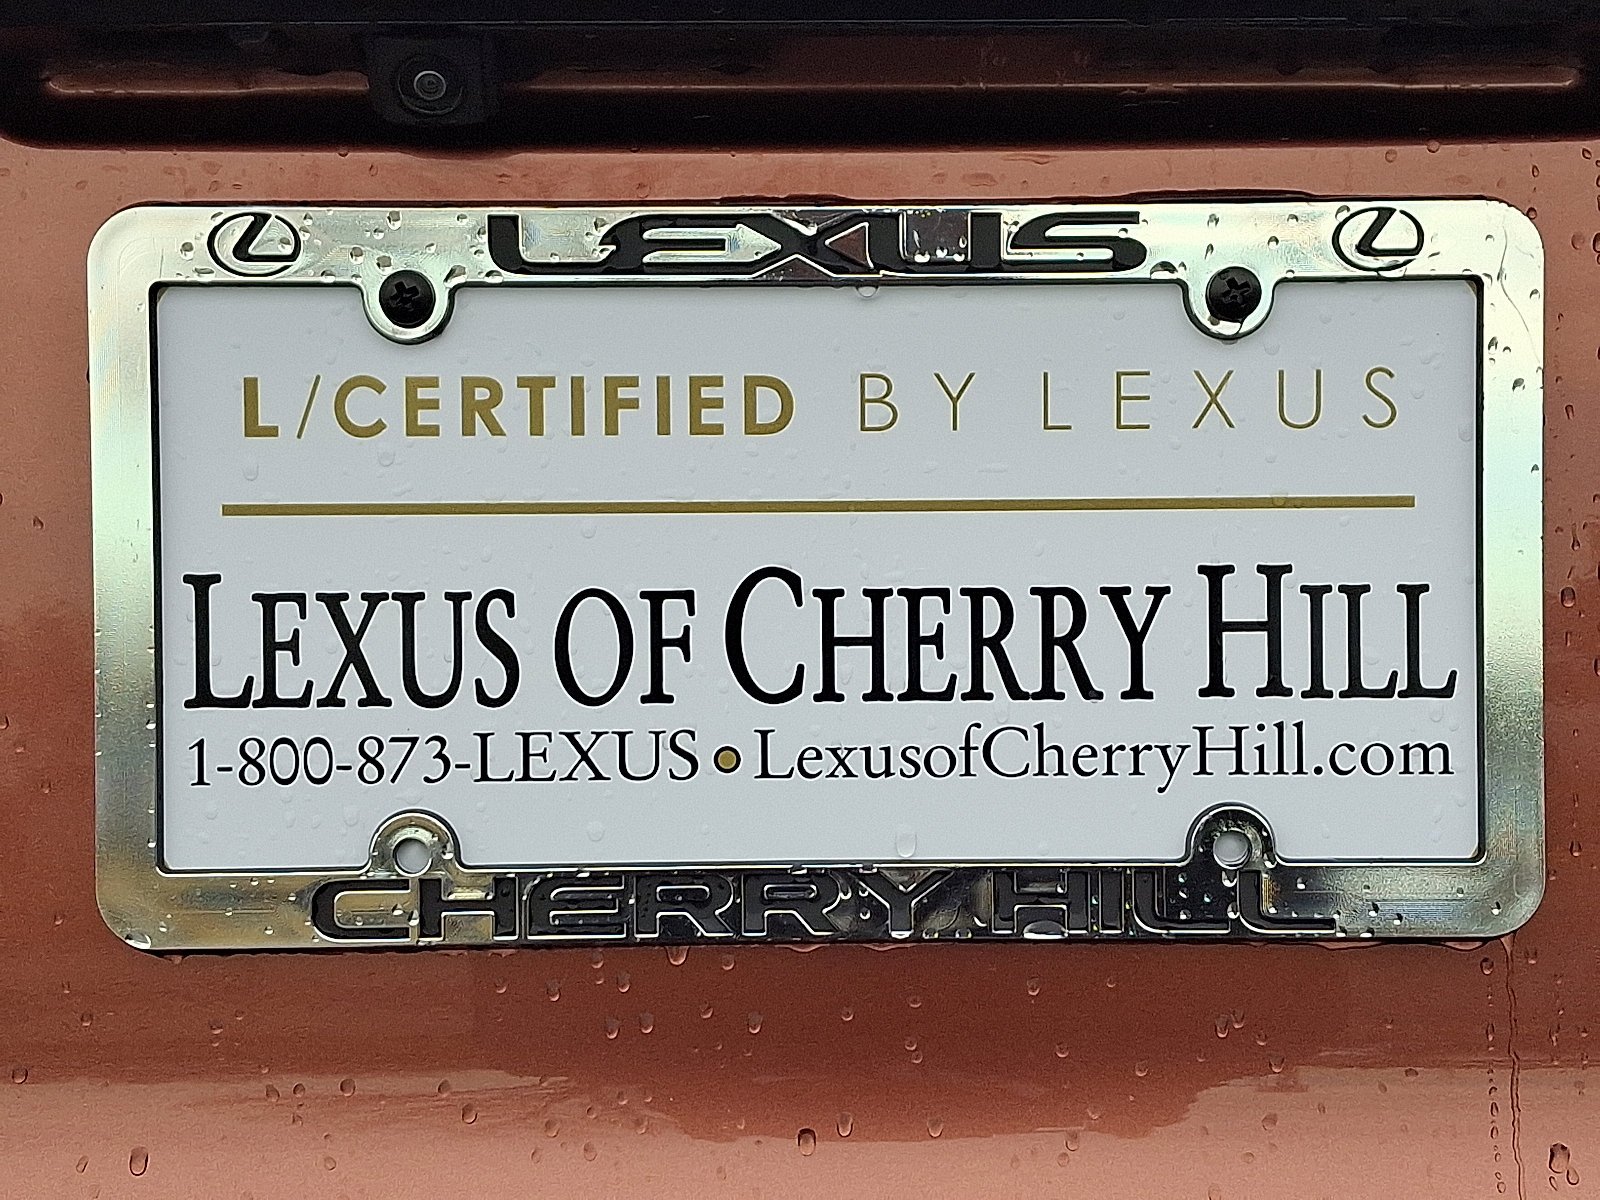 LEXUS
L/CERTIFIED BY LEXUS
LEXUS OF CHERRY HILL
1-800-873-LEXUS • LexusofCherryHill.com
CHERRY HILL